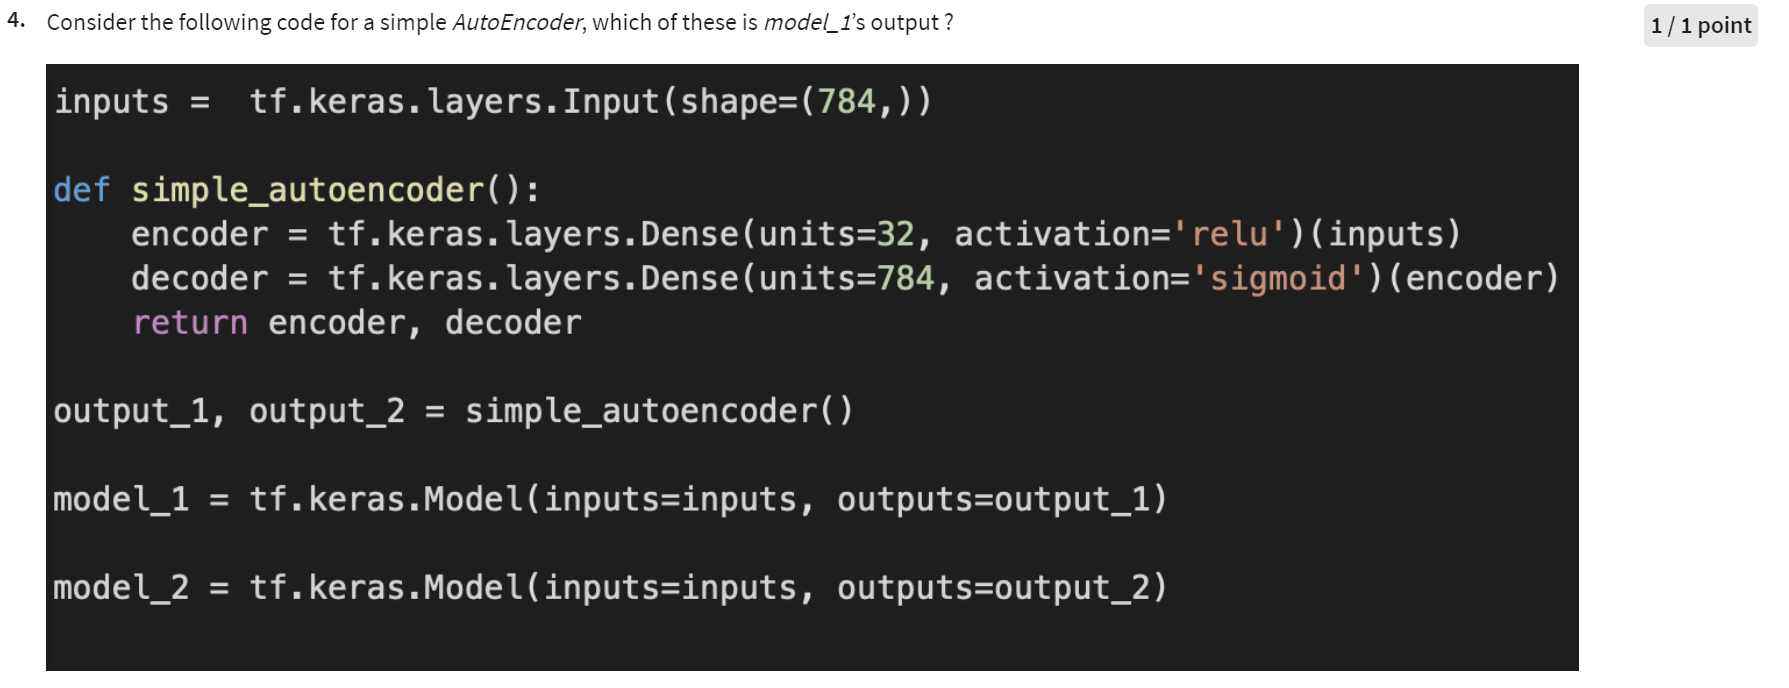 4. Consider the following code for a simple AutoEncoder, which of these is model_1's output ?
1 / 1 point
inputs =  tf.keras.layers.Input(shape=(784,))
def simple_autoencoder():
    encoder = tf.keras.layers.Dense(units=32, activation='relu')(inputs)
    decoder = tf.keras.layers.Dense(units=784, activation='sigmoid')(encoder)
    return encoder, decoder
output_1, output_2 = simple_autoencoder()
model_1 = tf.keras.Model(inputs=inputs, outputs=output_1)
model_2 = tf.keras.Model(inputs=inputs, outputs=output_2)